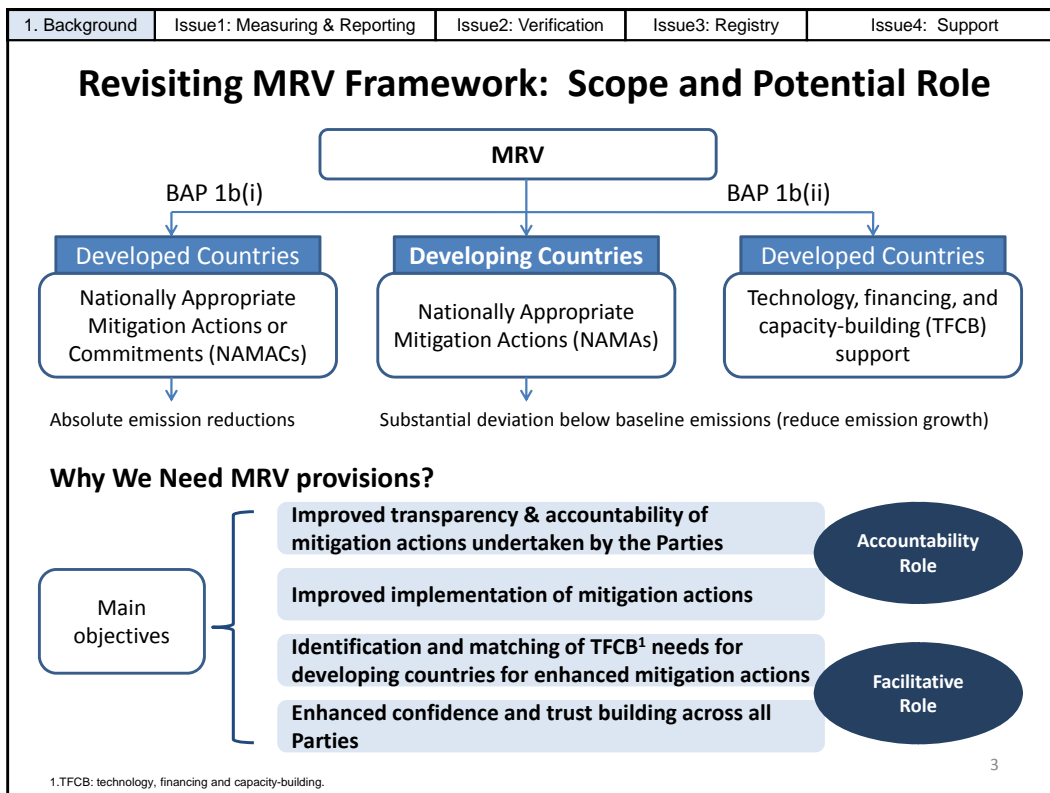 1. Background
Issue1: Measuring & Reporting
Issue2: Verification
Issue3: Registry
Issue4: Support
Revisiting MRV Framework: Scope and Potential Role
MRV
BAP 1b(i)
BAP 1b(ii)
Developed Countries
Nationally Appropriate
Mitigation Actions or
Commitments (NAMACs)
Absolute emission reductions
Developing Countries
Nationally Appropriate
Mitigation Actions (NAMAs)
Developed Countries
Technology, financing, and
capacity-building (TFCB)
support
Substantial deviation below baseline emissions (reduce emission growth)
Why We Need MRV provisions?
Main
objectives
Improved transparency & accountability of
mitigation actions undertaken by the Parties
Improved implementation of mitigation actions
Identification and matching of TFCB¹ needs for
developing countries for enhanced mitigation actions
Enhanced confidence and trust building across all
Parties
Accountability
Role
Facilitative
Role
1.TFCB: technology, financing and capacity-building.
3